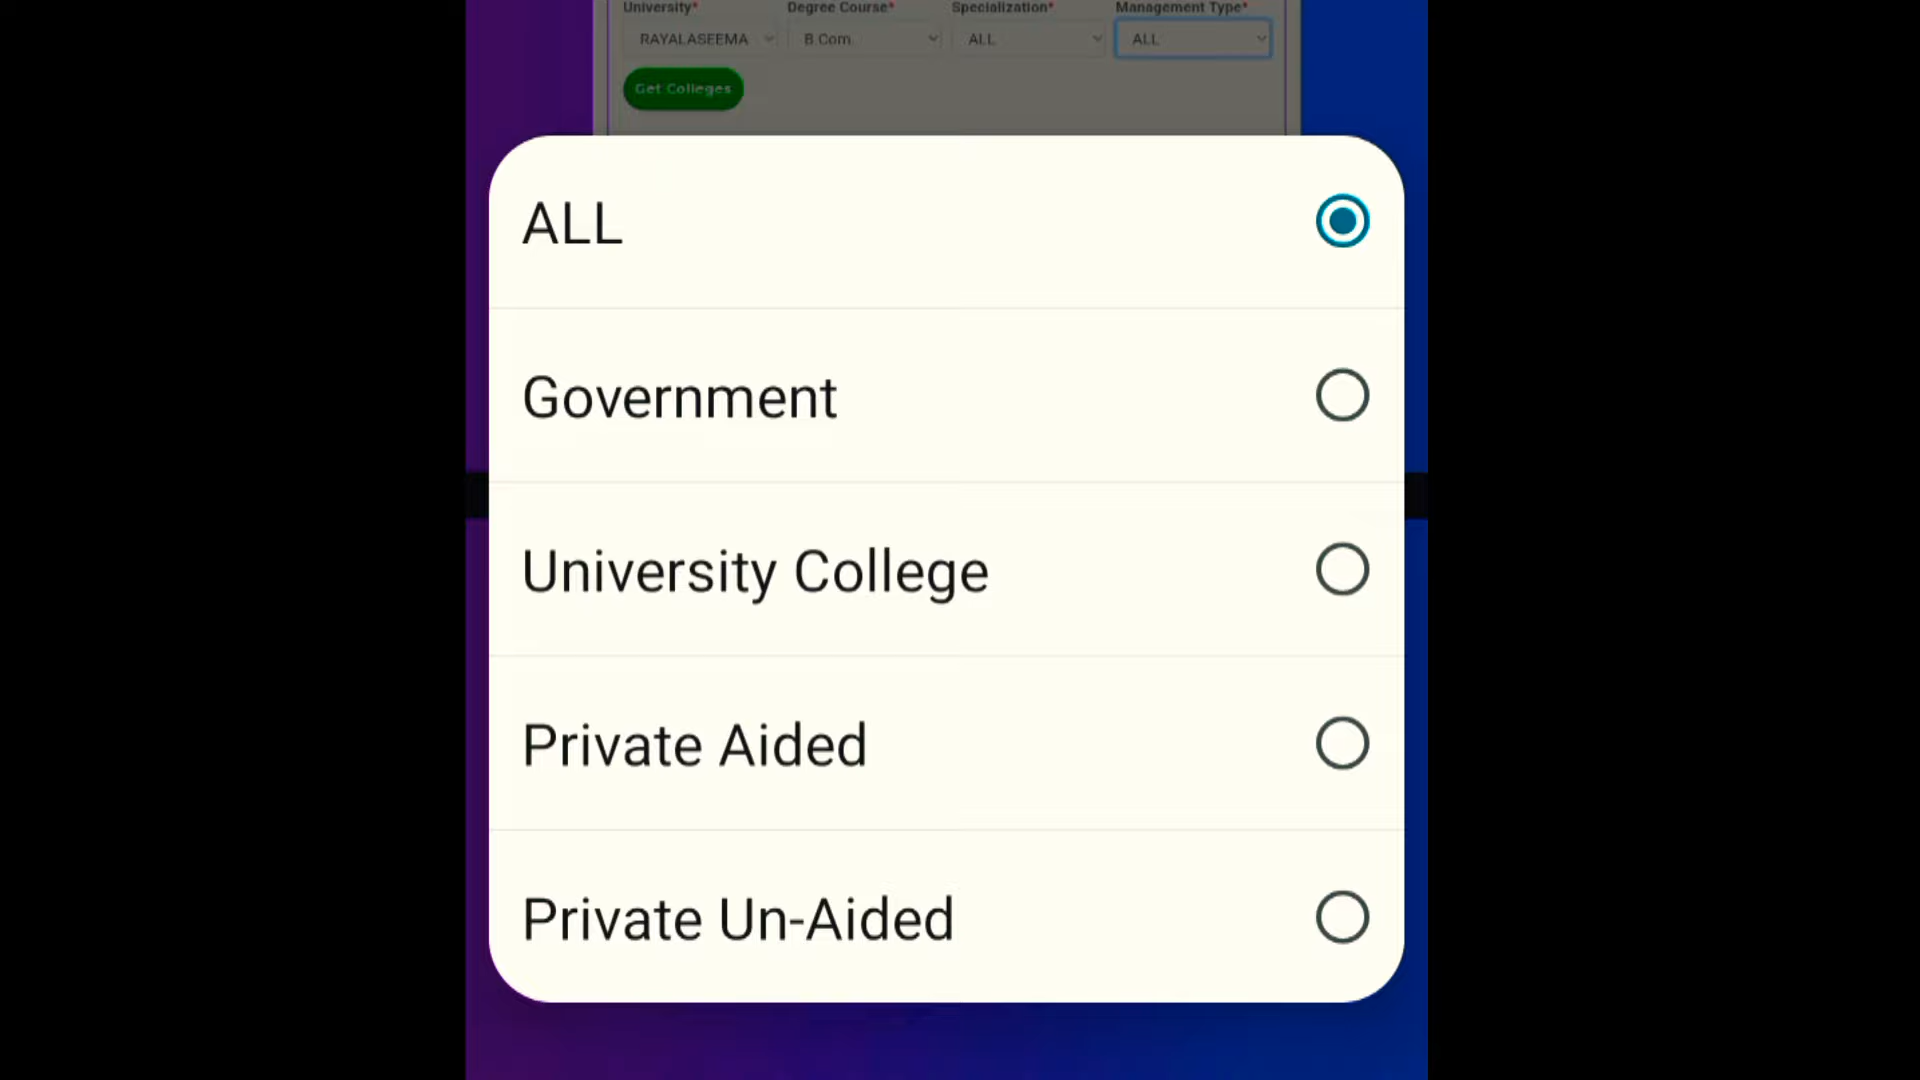 University* Degree Course* Specialization* Management Type*
RAYALASEEMA B.Com. ALL ALL
Get Colleges
ALL
Government
University College
Private Aided
Private Un-Aided